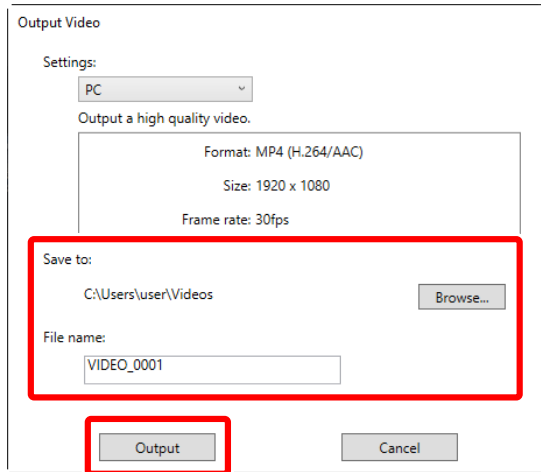 Output Video
Settings:
PC
Output a high quality video.
Format: MP4 (H.264/AAC)
Size: 1920 x 1080
Frame rate: 30fps
Save to:
C:\Users\user\Videos
Browse...
File name:
VIDEO_0001
Output
Cancel